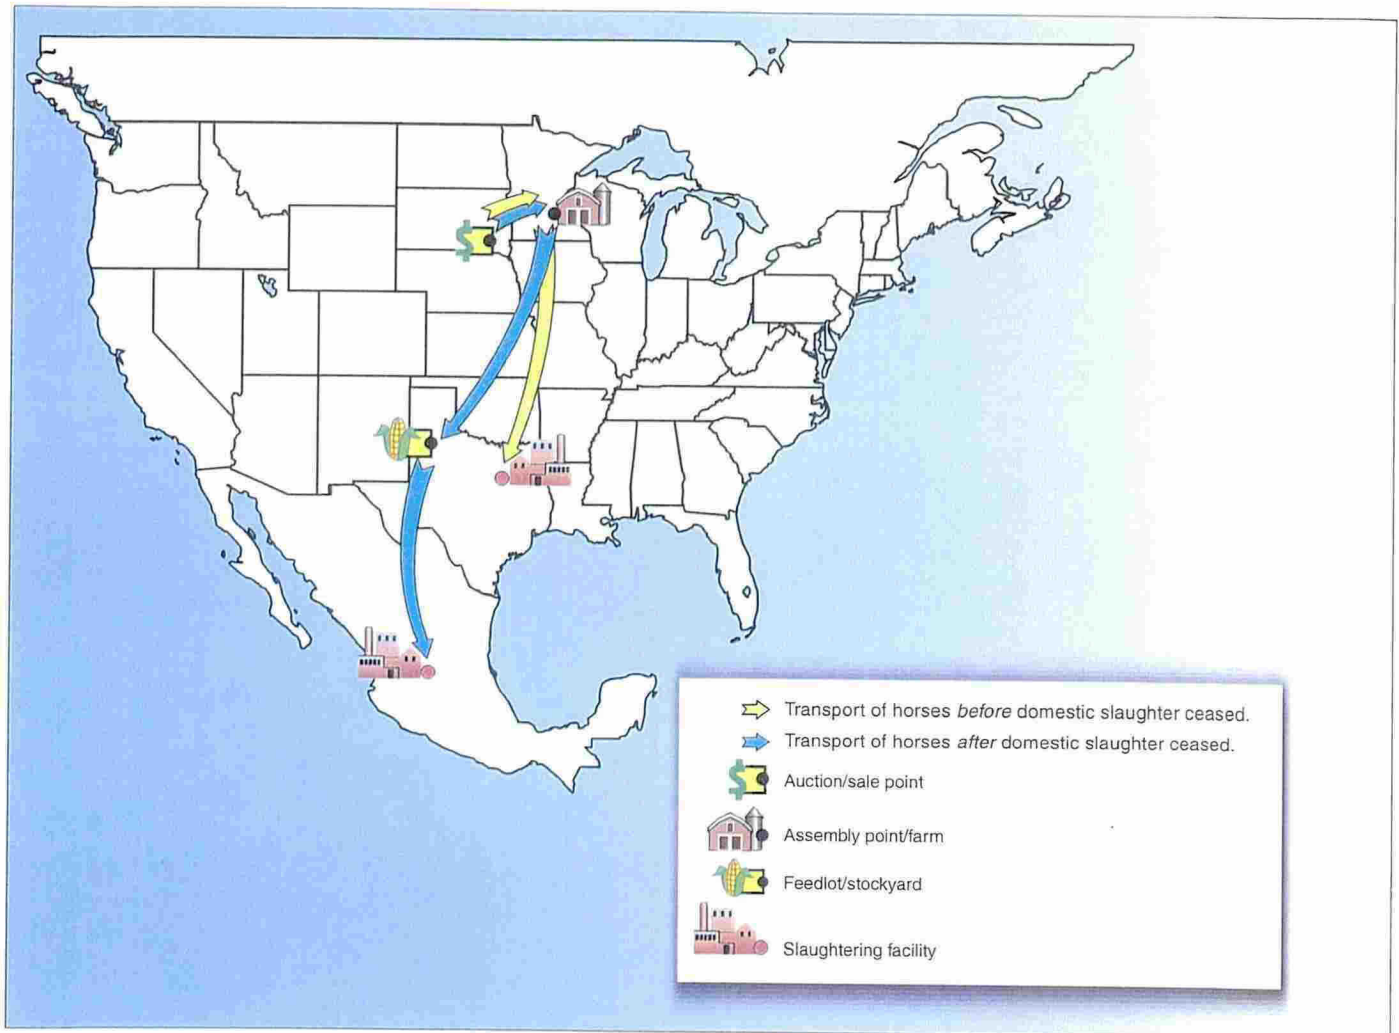 Transport of horses before domestic slaughter ceased.
Transport of horses after domestic slaughter ceased.
Auction/sale point
Assembly point/farm
Feedlot/stockyard
Slaughtering facility